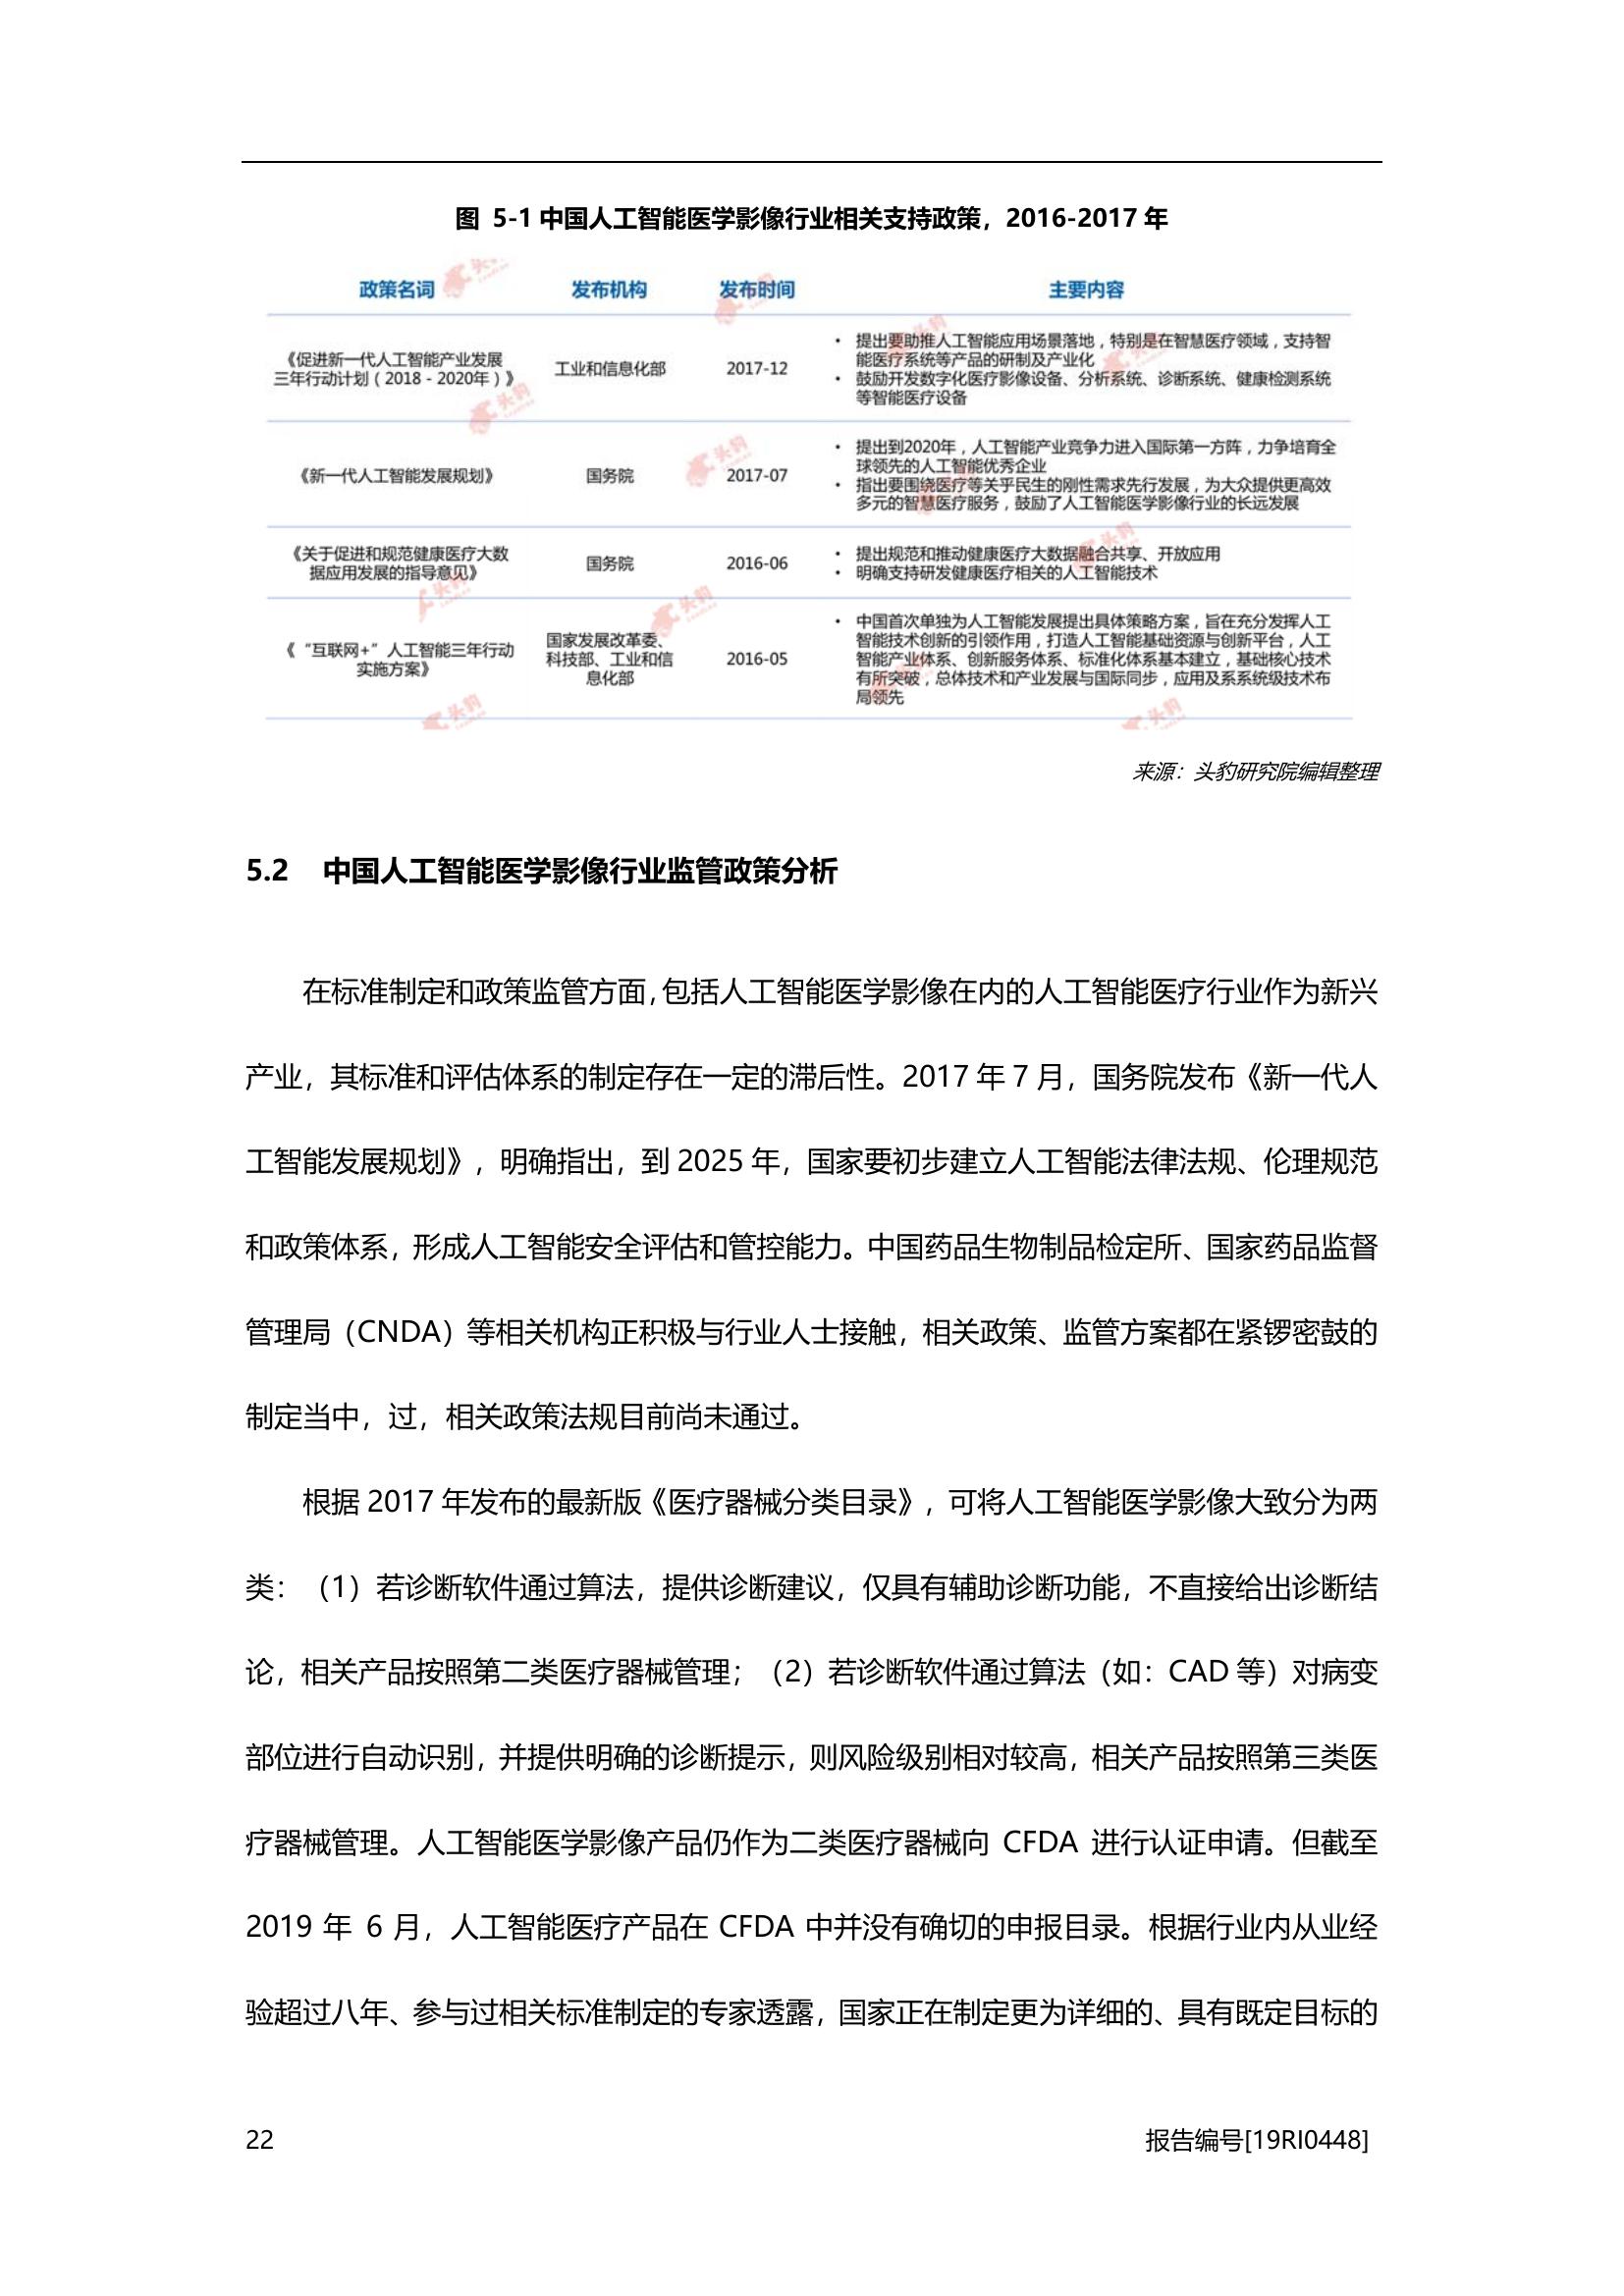 图 5-1 中国人工智能医学影像行业相关支持政策，2016-2017 年
政策名词 发布机构 发布时间 主要内容
《促进新一代人工智能产业发展
三年行动计划（2018 - 2020年）》
工业和信息化部
2017-12
• 提出要助推人工智能应用场景落地，特别是在智慧医疗领域，支持智
能医疗系统等产品的研制及产业化
• 鼓励开发数字化医疗影像设备、分析系统、诊断系统、健康检测系统
等智能医疗设备
《新一代人工智能发展规划》
国务院
2017-07
• 提出到2020年，人工智能产业竞争力进入国际第一方阵，力争培育全
球领先的人工智能优秀企业
• 指出要围绕医疗等关乎民生的刚性需求先行发展，为大众提供更高效
多元的智慧医疗服务，鼓励了人工智能医学影像行业的长远发展
《关于促进和规范健康医疗大数
据应用发展的指导意见》
国务院
2016-06
• 提出规范和推动健康医疗大数据融合共享、开放应用
• 明确支持研发健康医疗相关的人工智能技术
《“互联网+”人工智能三年行动
实施方案》
国家发展改革委、
科技部、工业和信
息化部
2016-05
• 中国首次单独为人工智能发展提出具体策略方案，旨在充分发挥人工
智能技术创新的引领作用，打造人工智能基础资源与创新平台，人工
智能产业体系、创新服务体系、标准化体系基本建立，基础核心技术
有所突破，总体技术和产业发展与国际同步，应用及系系统级技术布
局领先
头豹
来源：头豹研究院编辑整理
5.2 中国人工智能医学影像行业监管政策分析
在标准制定和政策监管方面，包括人工智能医学影像在内的人工智能医疗行业作为新兴
产业，其标准和评估体系的制定存在一定的滞后性。2017 年 7 月，国务院发布《新一代人
工智能发展规划》，明确指出，到 2025 年，国家要初步建立人工智能法律法规、伦理规范
和政策体系，形成人工智能安全评估和管控能力。中国药品生物制品检定所、国家药品监督
管理局（CNDA）等相关机构正积极与行业人士接触，相关政策、监管方案都在紧锣密鼓的
制定当中，过，相关政策法规目前尚未通过。
根据 2017 年发布的最新版《医疗器械分类目录》，可将人工智能医学影像大致分为两
类：（1）若诊断软件通过算法，提供诊断建议，仅具有辅助诊断功能，不直接给出诊断结
论，相关产品按照第二类医疗器械管理；（2）若诊断软件通过算法（如：CAD 等）对病变
部位进行自动识别，并提供明确的诊断提示，则风险级别相对较高，相关产品按照第三类医
疗器械管理。人工智能医学影像产品仍作为二类医疗器械向 CFDA 进行认证申请。但截至
2019 年 6 月，人工智能医疗产品在 CFDA 中并没有确切的申报目录。根据行业内从业经
验超过八年、参与过相关标准制定的专家透露，国家正在制定更为详细的、具有既定目标的
22 报告编号[19RI0448]